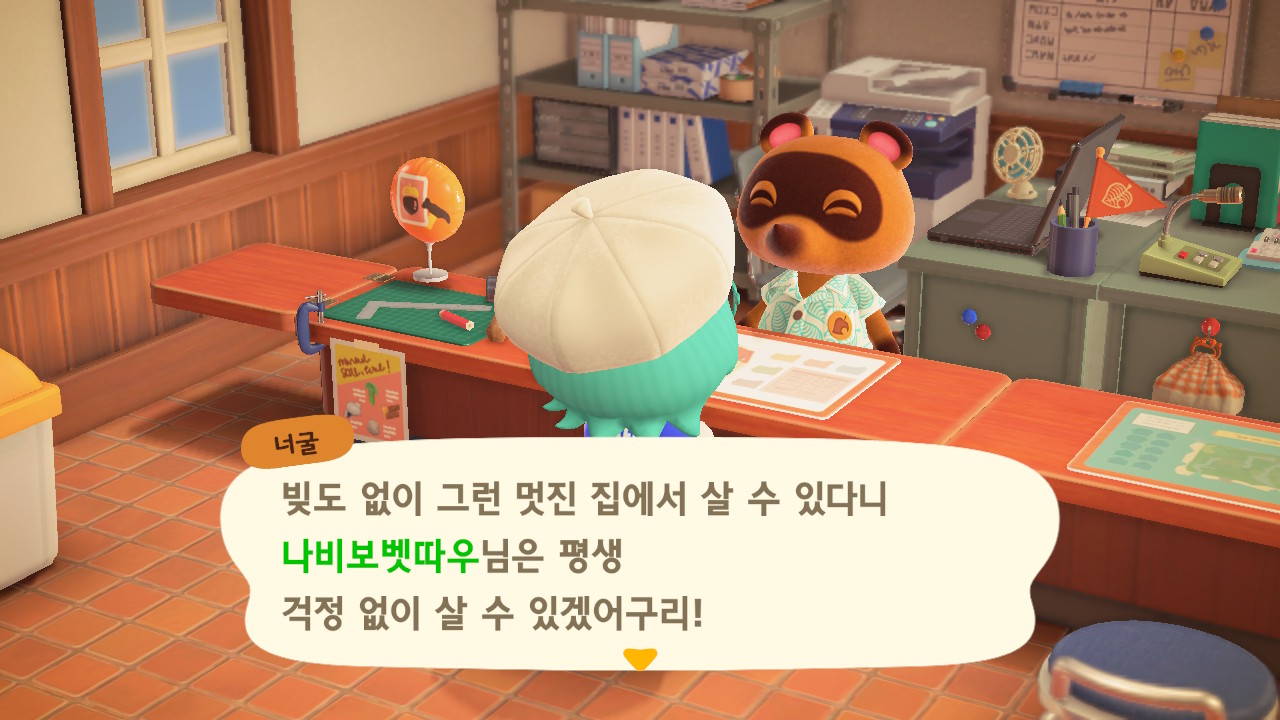 너굴
빚도 없이 그런 멋진 집에서 살 수 있다니
나비보벳따우님은 평생
걱정 없이 살 수 있겠어구리!